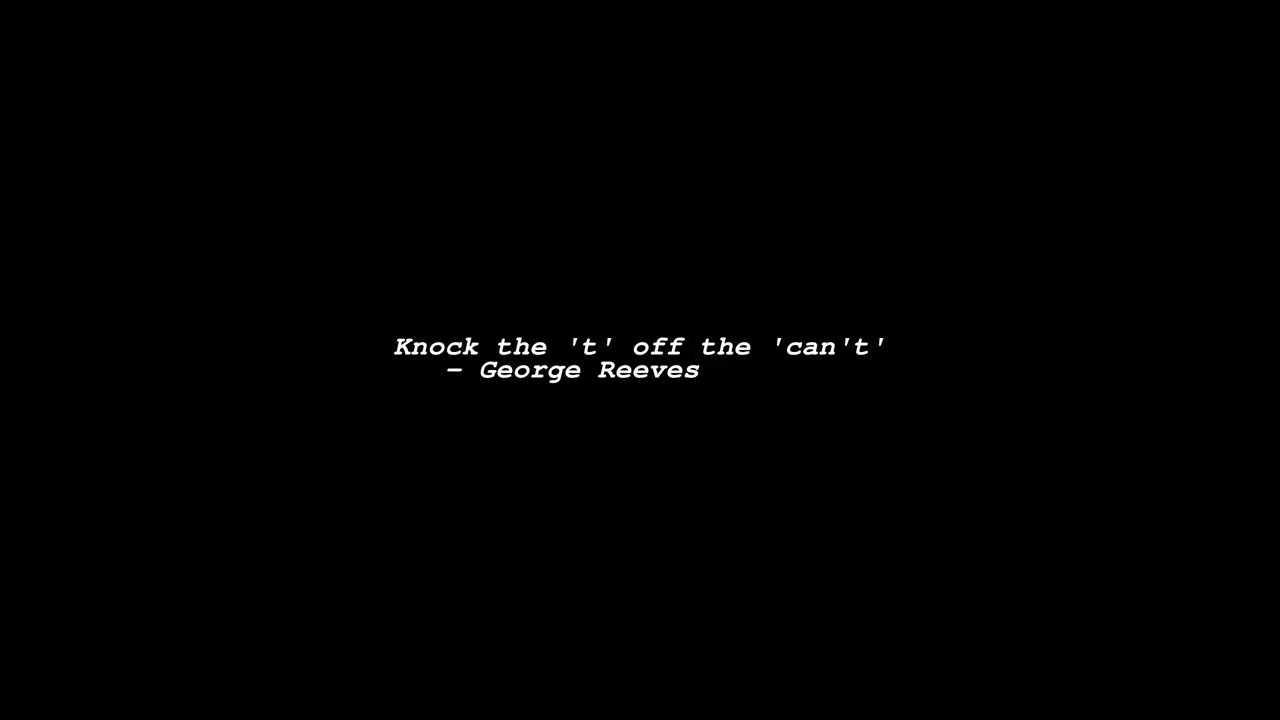 Knock the 't' off the 'can't'
– George Reeves